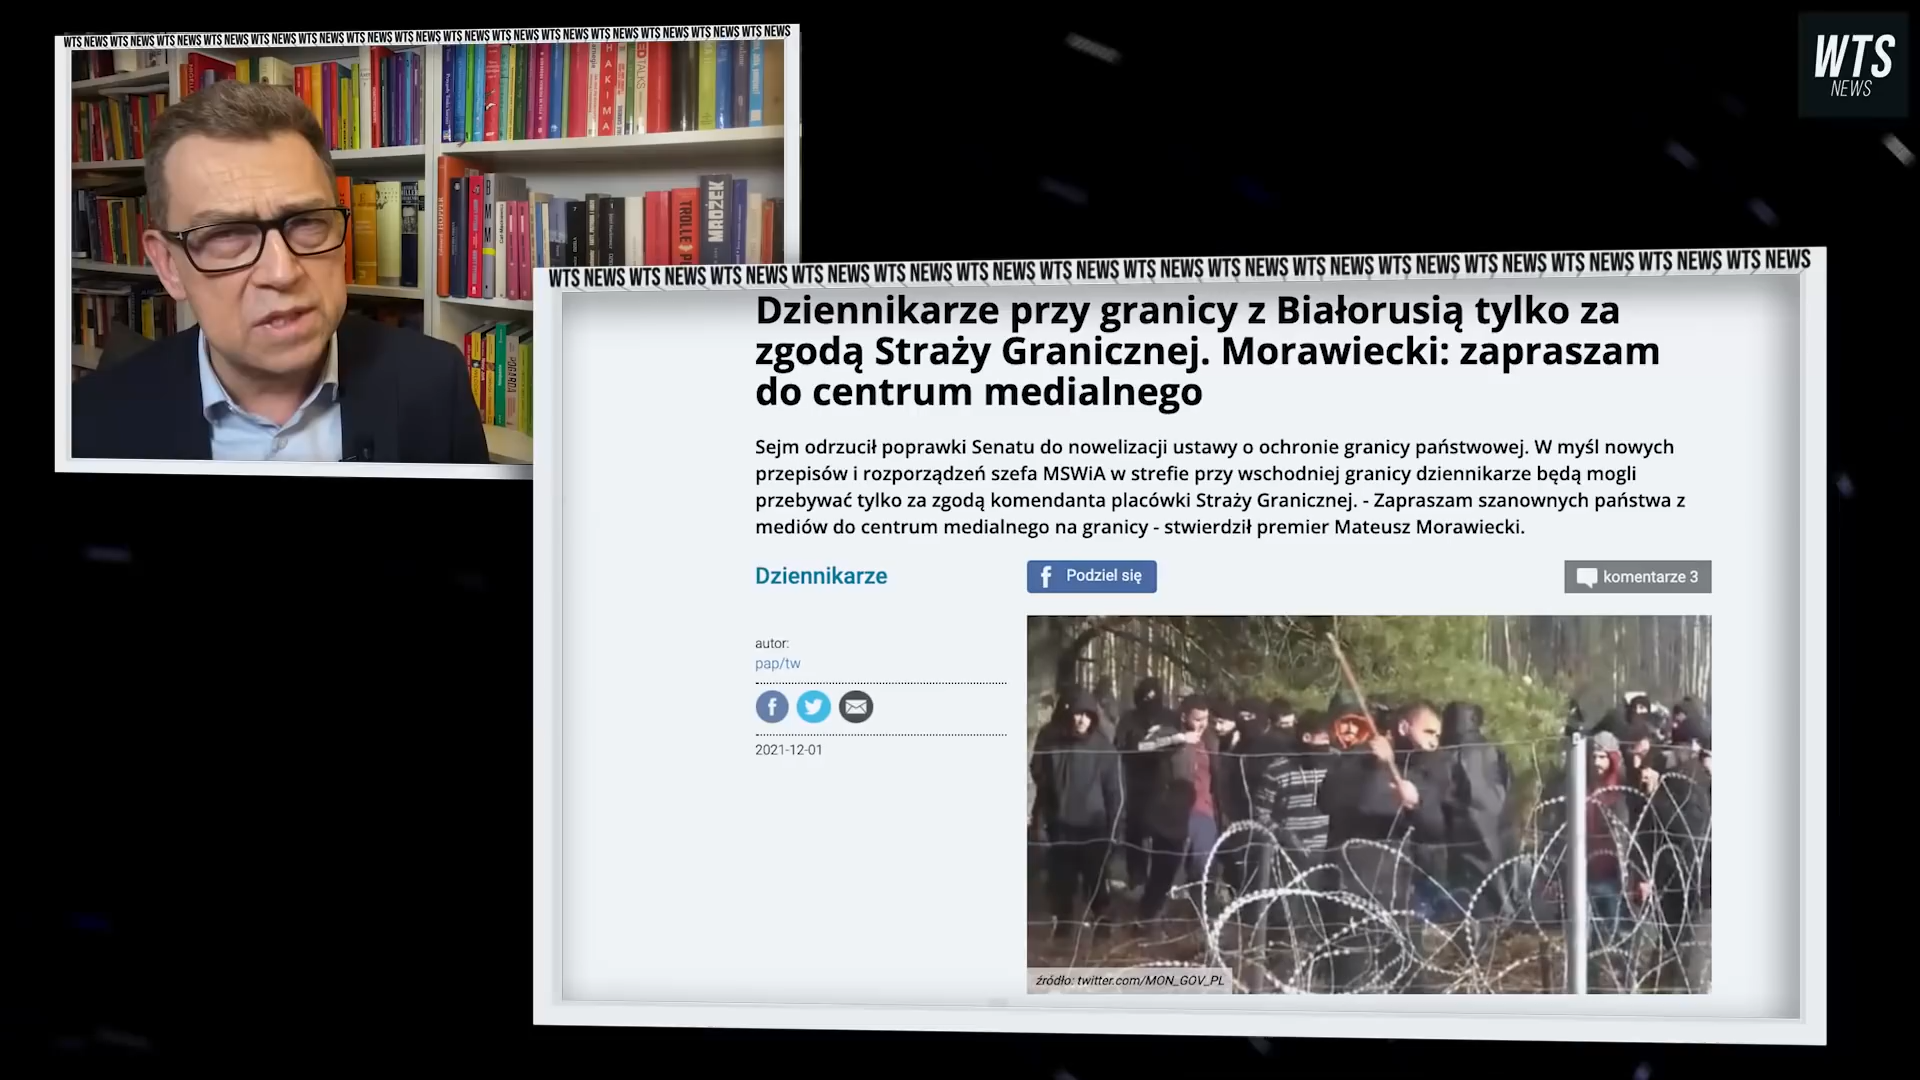 WTS NEWS WTS NEWS WTS NEWS WTS NEWS WTS NEWS WTS NEWS WTS NEWS WTS NEWS WTS NEWS WTS NEWS WTS NEWS WTS NEWS WTS NEWS WTS NEWS WTS NEWS WTS NEWS
WTS
NEWS
HAKIMA
TALKS
HOPPER
TROLLE
MROŻEK
POGARDA
WTS NEWS WTS NEWS WTS NEWS WTS NEWS WTS NEWS WTS NEWS WTS NEWS WTS NEWS WTS NEWS WTS NEWS WTS NEWS WTS NEWS WTS NEWS WTS NEWS WTS NEWS
Dziennikarze przy granicy z Białorusią tylko za
zgodą Straży Granicznej. Morawiecki: zapraszam
do centrum medialnego
Sejm odrzucił poprawki Senatu do nowelizacji ustawy o ochronie granicy państwowej. W myśl nowych
przepisów i rozporządzeń szefa MSWiA w strefie przy wschodniej granicy dziennikarze będą mogli
przebywać tylko za zgodą komendanta placówki Straży Granicznej. - Zapraszam szanownych państwa z
mediów do centrum medialnego na granicy - stwierdził premier Mateusz Morawiecki.
Dziennikarze
Podziel się
komentarze 3
autor:
pap/tw
2021-12-01
źródło: twitter.com/MON_GOV_PL